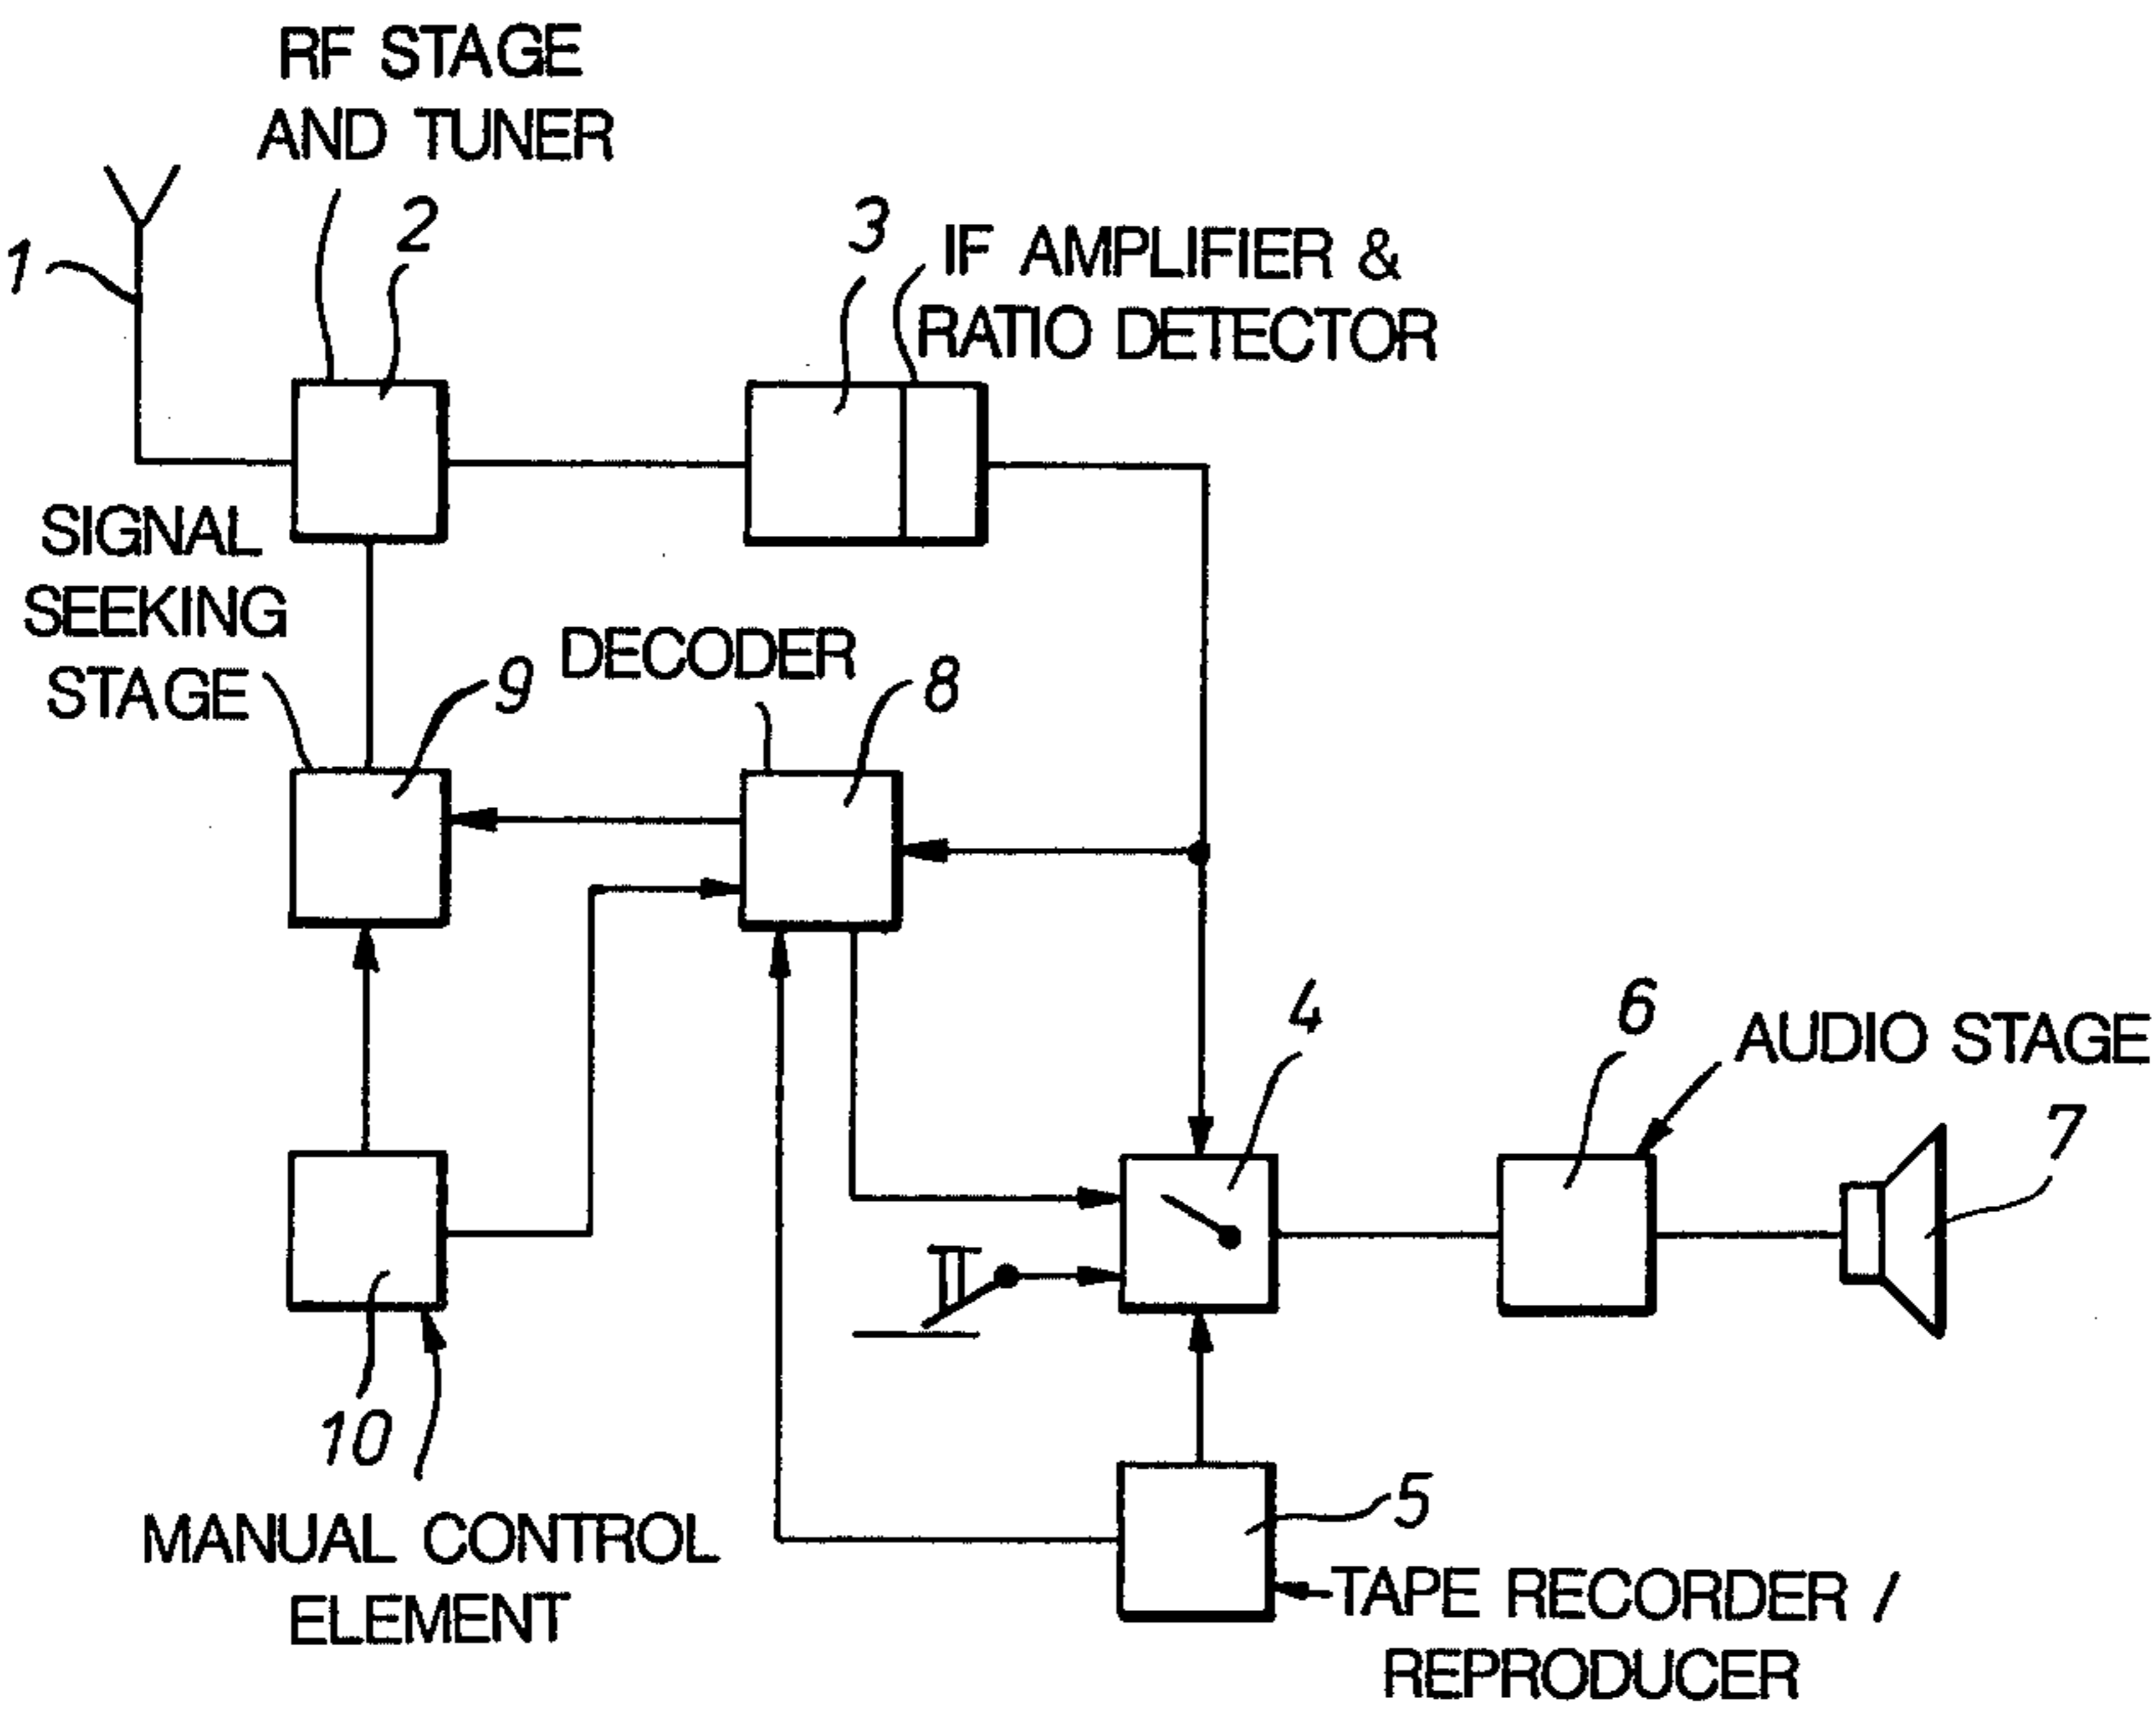 RF STAGE
AND TUNER
1
2
3
IF AMPLIFIER &
RATIO DETECTOR
SIGNAL
SEEKING
STAGE
9
DECODER
8
4
6
AUDIO STAGE
7
10
MANUAL CONTROL
ELEMENT
5
TAPE RECORDER /
REPRODUCER